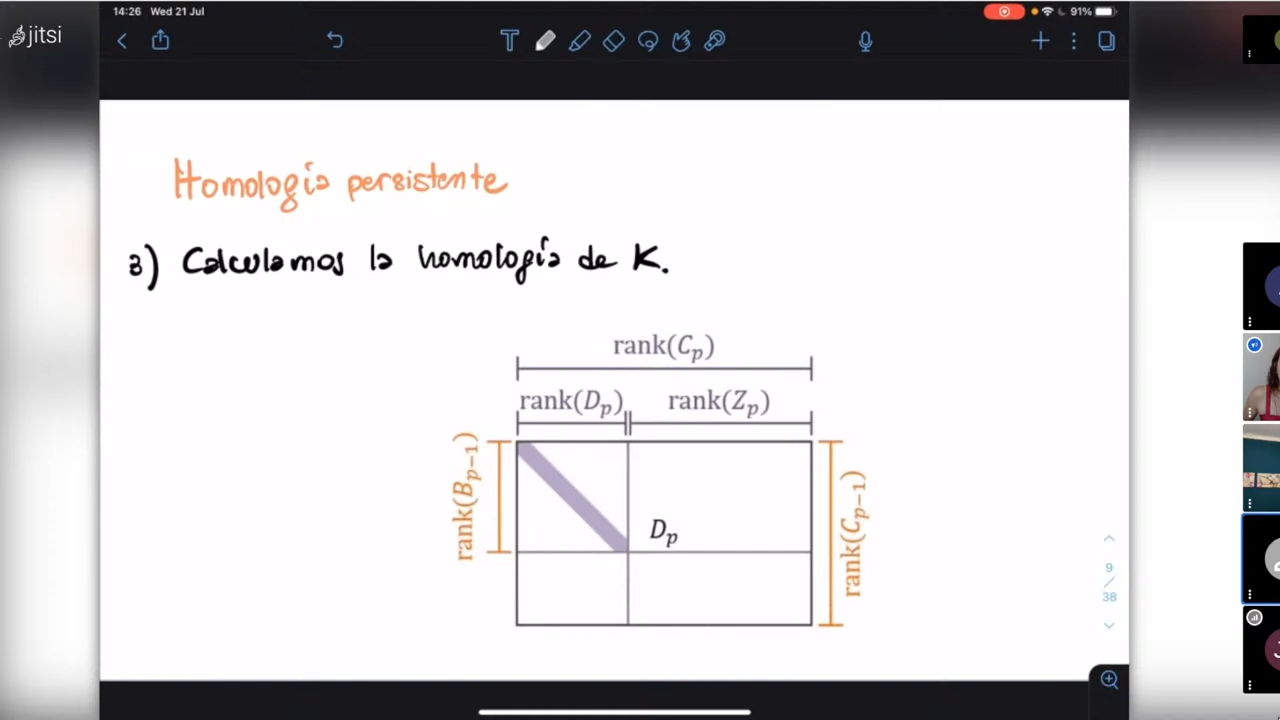 14:26 Wed 21 Jul
91%
jitsi
Homología persistente
3) Calculamos la homología de K.
rank(C_p)
rank(D_p) rank(Z_p)
rank(B_{p-1})
D_p
rank(C_{p-1})
9
/
38